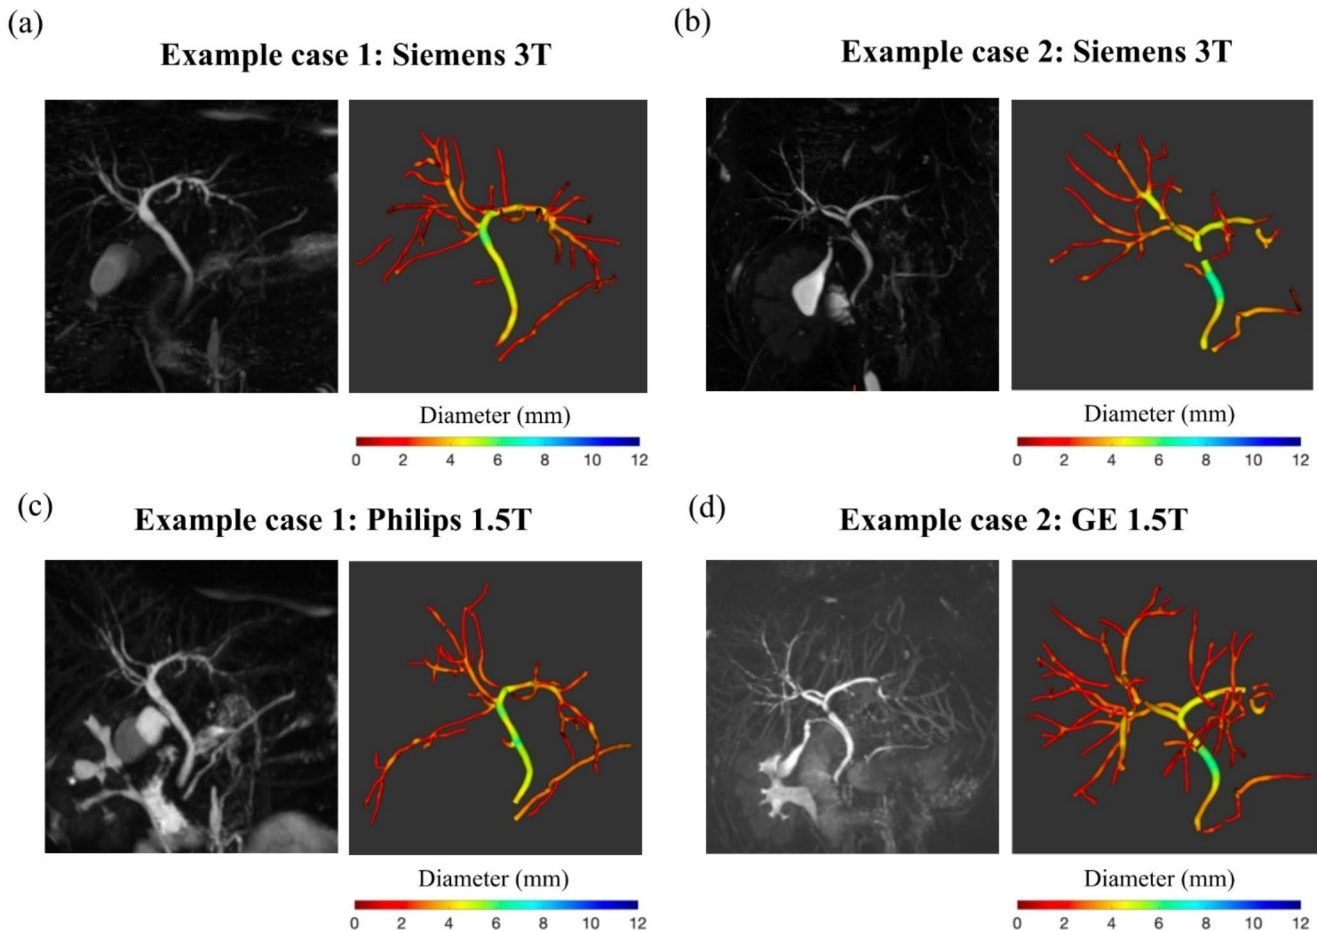 (a)
Example case 1: Siemens 3T
(b)
Example case 2: Siemens 3T
Diameter (mm)
0 2 4 6 8 10 12
Diameter (mm)
0 2 4 6 8 10 12
(c)
Example case 1: Philips 1.5T
(d)
Example case 2: GE 1.5T
Diameter (mm)
0 2 4 6 8 10 12
Diameter (mm)
0 2 4 6 8 10 12